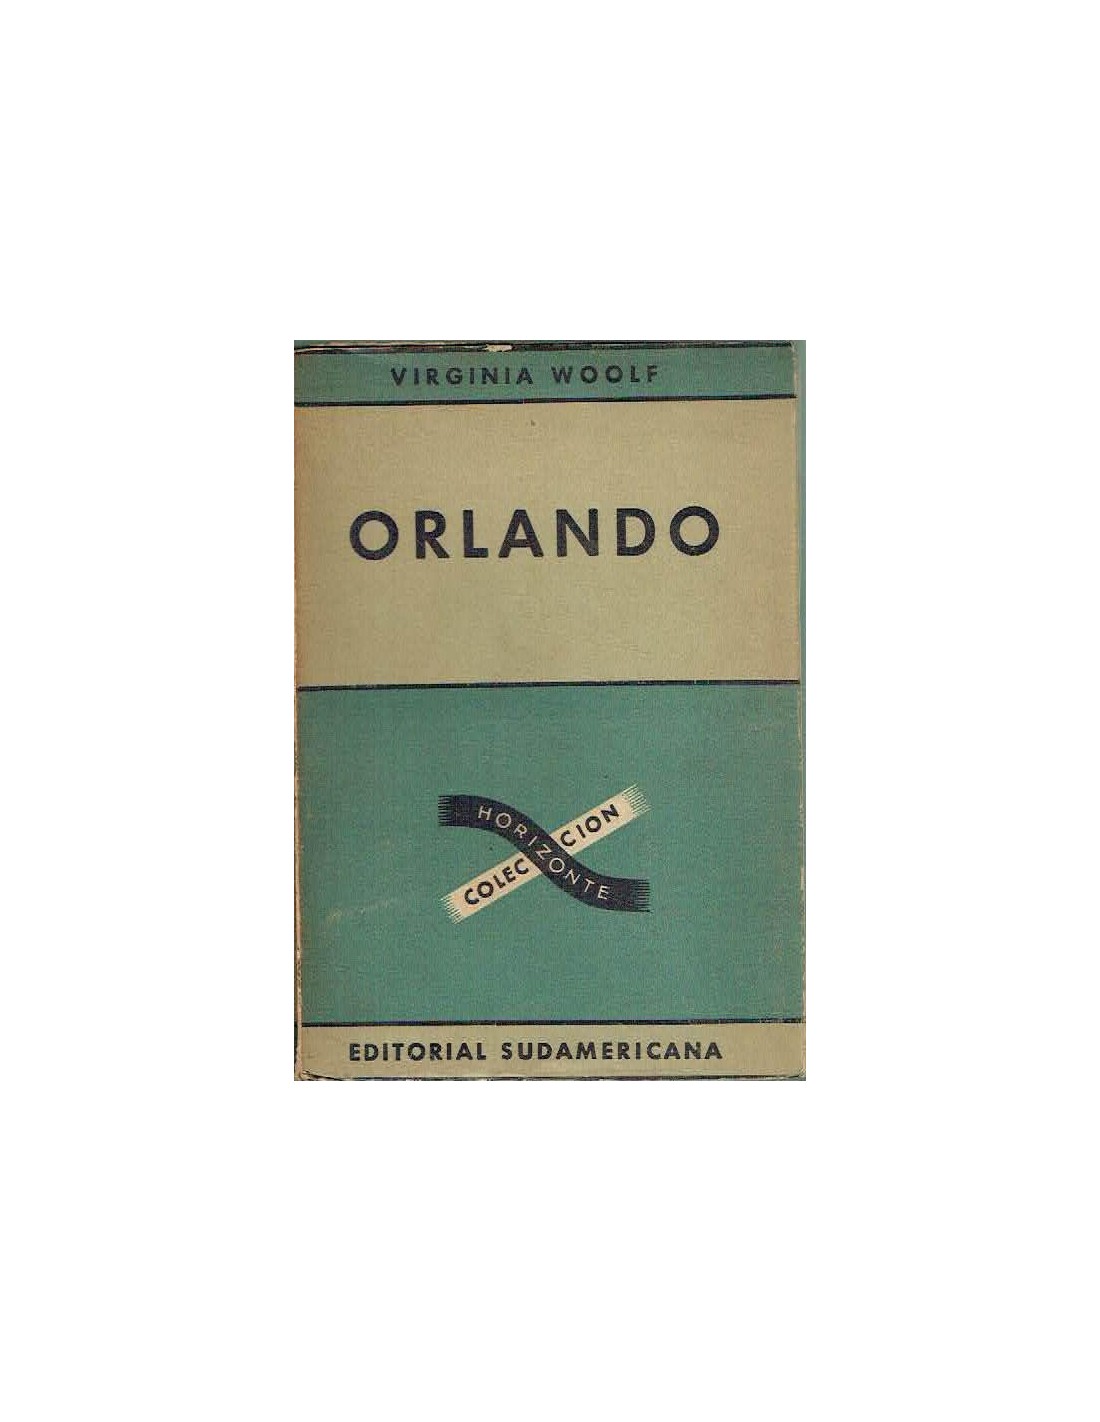 VIRGINIA WOOLF
ORLANDO
COLECCION
HORIZONTE
EDITORIAL SUDAMERICANA